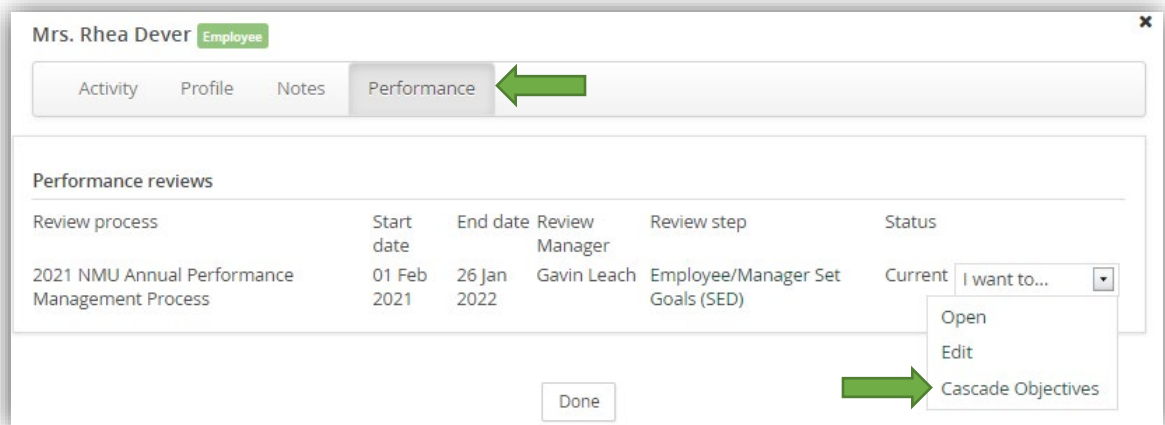 Mrs. Rhea Dever Employee
Activity Profile Notes Performance
Performance reviews
Review process Start date End date Review Manager Review step Status
2021 NMU Annual Performance Management Process 01 Feb 2021 26 Jan 2022 Gavin Leach Employee/Manager Set Goals (SED) Current I want to...
Open
Edit
Cascade Objectives
Done